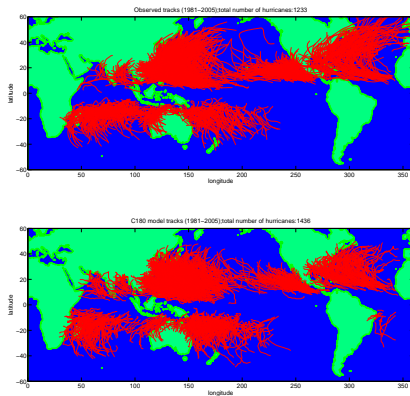 Observed tracks (1981−2005);total number of hurricanes:1233
60
40
20
0
−20
−40
−60
latitude
0 50 100 150 200 250 300 350
longitude
C180 model tracks (1981−2005);total number of hurricanes:1436
60
40
20
0
−20
−40
−60
latitude
0 50 100 150 200 250 300 350
longitude